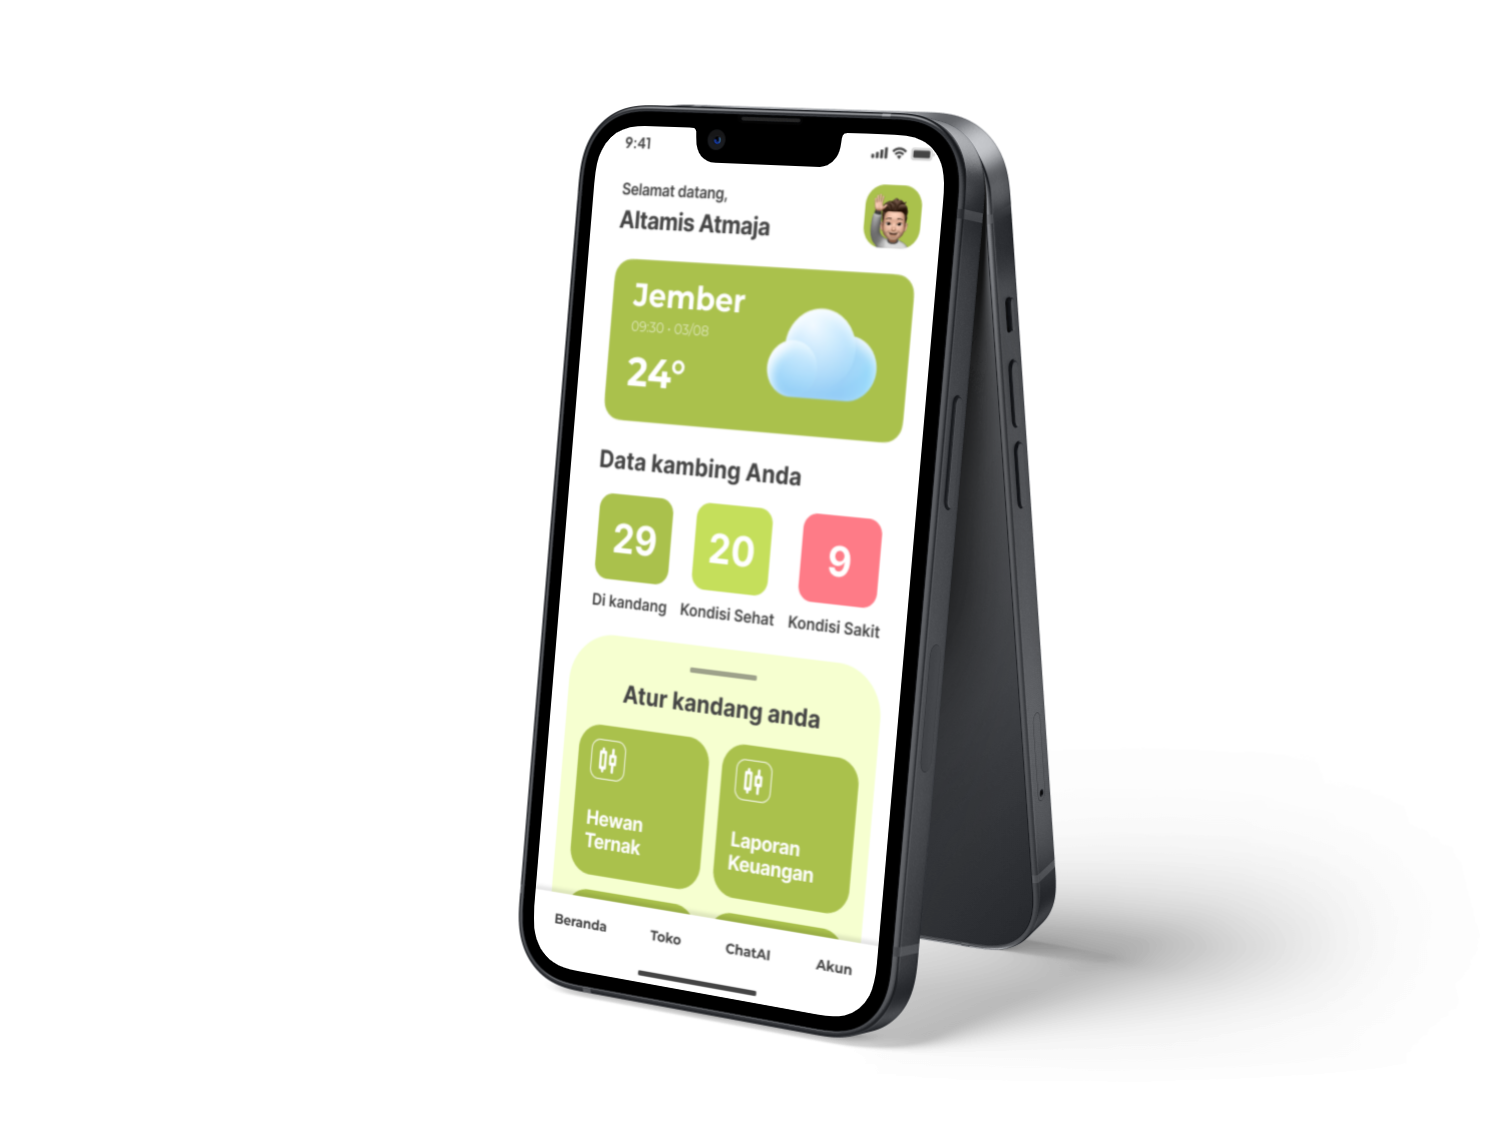 9:41
Selamat datang,
Altamis Atmaja
Jember
09:30 • 03/08
24°
Data kambing Anda
29
20
9
Di kandang
Kondisi Sehat
Kondisi Sakit
Atur kandang anda
Hewan
Ternak
Laporan
Keuangan
Beranda
Toko
ChatAI
Akun